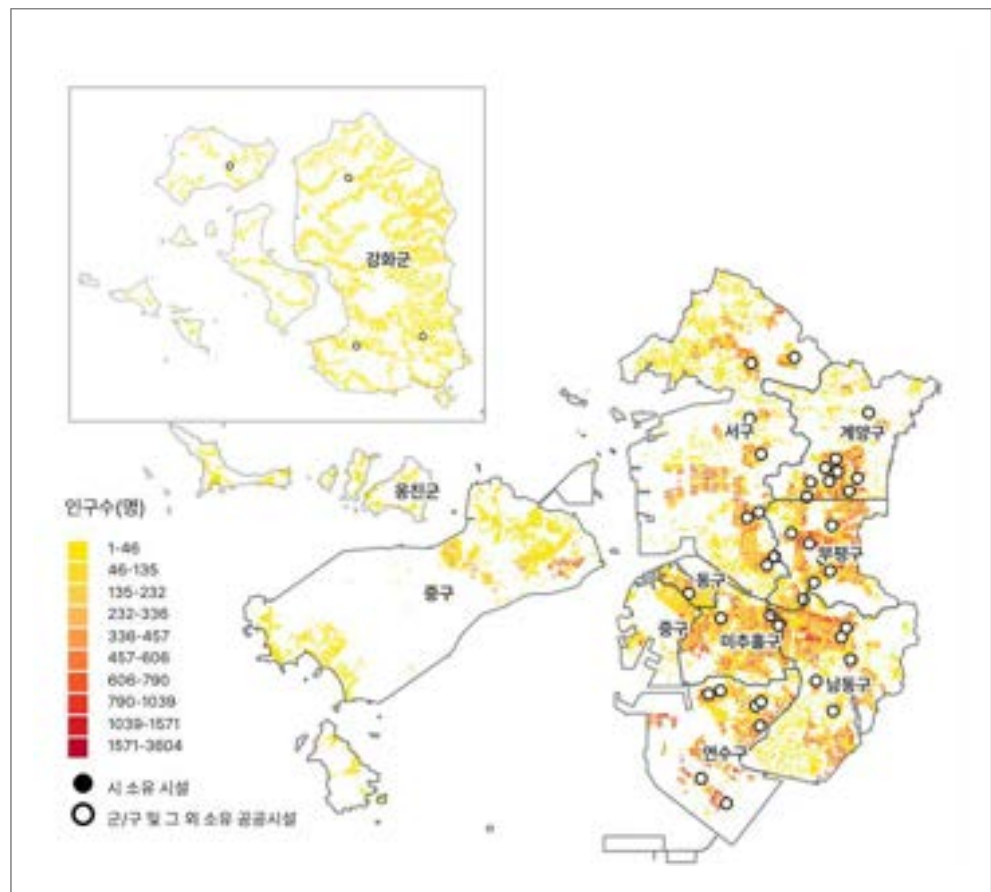 강화군
서구
계양구
옹진군
부평구
동구
중구
중구
미추홀구
남동구
연수구
인구수(명)
1-46
46-135
135-232
232-336
336-457
457-606
606-790
790-1039
1039-1571
1571-3604
시 소유 시설
군/구 및 그 외 소유 공공시설